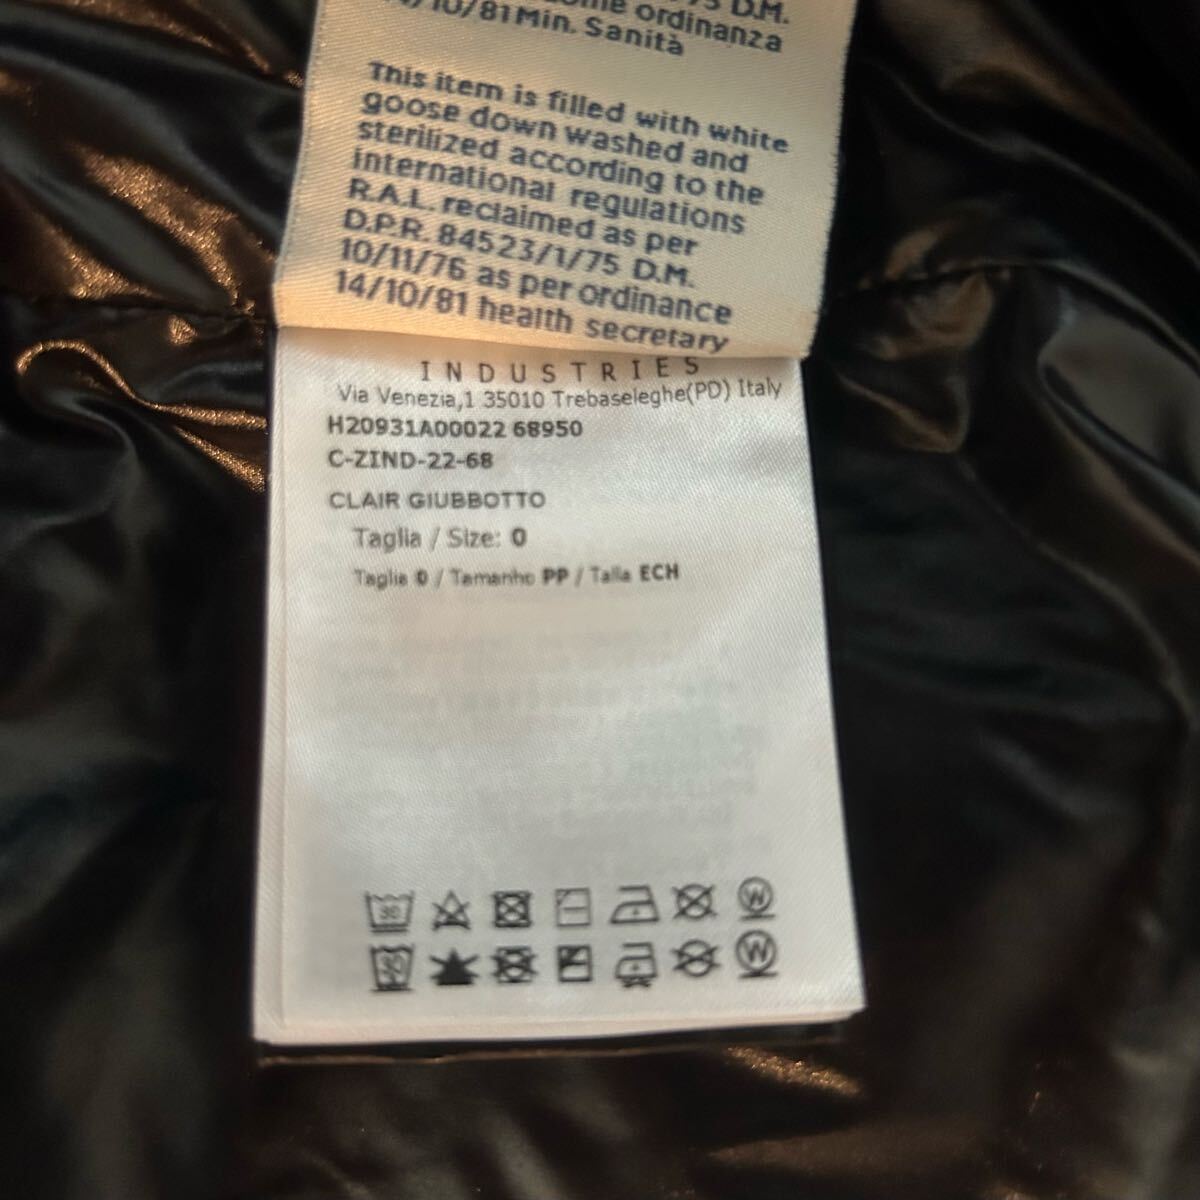 D.M.
ordinanza
14/10/81 Min. Sanità
This item is filled with white
goose down washed and
sterilized according to the
international regulations
R.A.L. reclaimed as per
D.P.R. 84523/1/75 D.M.
10/11/76 as per ordinance
14/10/81 health secretary
INDUSTRIES
Via Venezia,1 35010 Trebaseleghe(PD) Italy
H20931A00022 68950
C-ZIND-22-68
CLAIR GIUBBOTTO
Taglia / Size: 0
Taglia 0 / Tamanho PP / Talla ECH
30
W
W